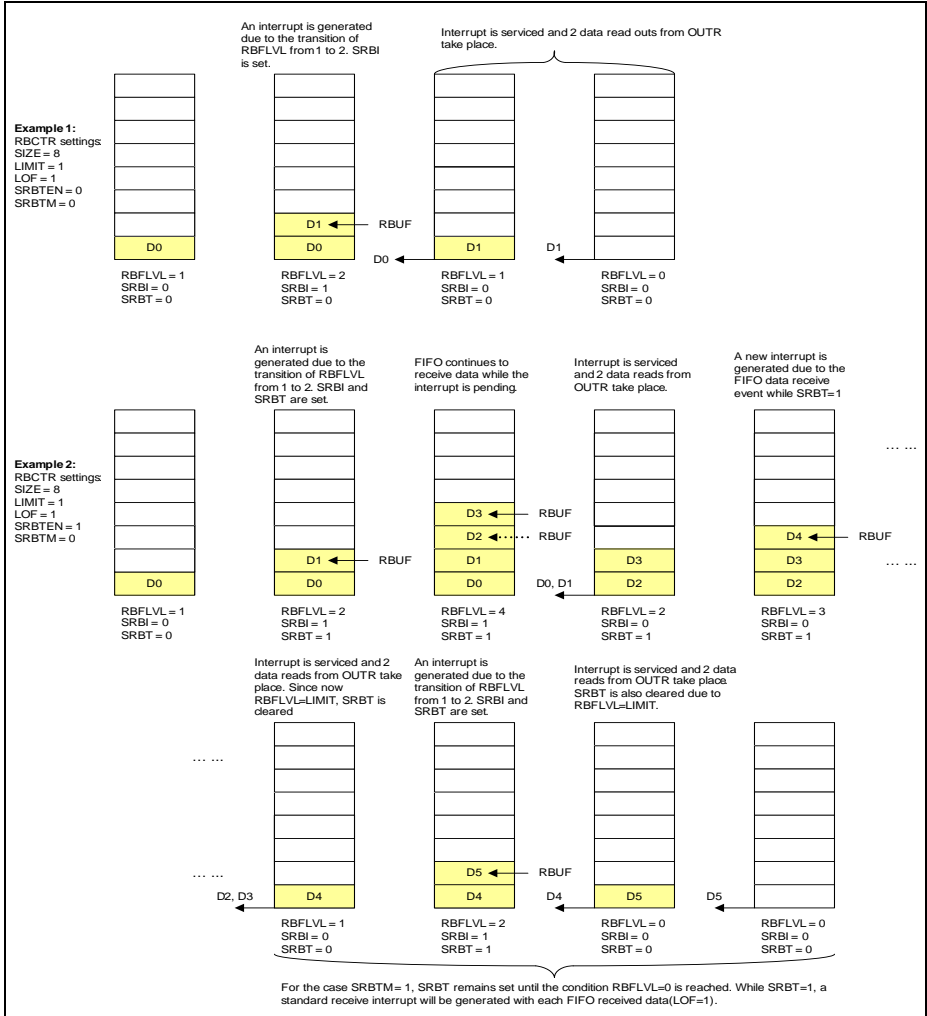 An interrupt is generated
due to the transition of
RBFLVL from 1 to 2. SRBI
is set.
Interrupt is serviced and 2 data read outs from OUTR
take place.
Example 1:
RBCTR settings:
SIZE = 8
LIMIT = 1
LOF = 1
SRBTEN = 0
SRBTM = 0
D0
D1
RBUF
D0
D0
D1
D1
RBFLVL = 1
SRBI = 0
SRBT = 0
RBFLVL = 2
SRBI = 1
SRBT = 0
RBFLVL = 1
SRBI = 0
SRBT = 0
RBFLVL = 0
SRBI = 0
SRBT = 0
An interrupt is
generated due to the
transition of RBFLVL
from 1 to 2. SRBI and
SRBT are set.
FIFO continues to
receive data while the
interrupt is pending.
Interrupt is serviced
and 2 data reads from
OUTR take place.
A new interrupt is
generated due to the
FIFO data receive
event while SRBT=1
Example 2:
RBCTR settings:
SIZE = 8
LIMIT = 1
LOF = 1
SRBTEN = 1
SRBTM = 0
D0
D1
RBUF
D0
D3
RBUF
D2
RBUF
D1
D0
D0, D1
D3
D2
D4
RBUF
D3
D2
... ...
... ...
RBFLVL = 1
SRBI = 0
SRBT = 0
RBFLVL = 2
SRBI = 1
SRBT = 1
RBFLVL = 4
SRBI = 1
SRBT = 1
RBFLVL = 2
SRBI = 0
SRBT = 1
RBFLVL = 3
SRBI = 0
SRBT = 1
Interrupt is serviced and 2
data reads from OUTR take
place. Since now
RBFLVL=LIMIT, SRBT is
cleared
An interrupt is
generated due to the
transition of RBFLVL
from 1 to 2. SRBI and
SRBT are set.
Interrupt is serviced and 2 data
reads from OUTR take place.
SRBT is also cleared due to
RBFLVL=LIMIT.
... ...
... ...
D2, D3
D4
D5
RBUF
D4
D4
D5
D5
RBFLVL = 1
SRBI = 0
SRBT = 0
RBFLVL = 2
SRBI = 1
SRBT = 1
RBFLVL = 0
SRBI = 0
SRBT = 0
RBFLVL = 0
SRBI = 0
SRBT = 0
For the case SRBTM = 1, SRBT remains set until the condition RBFLVL=0 is reached. While SRBT=1, a
standard receive interrupt will be generated with each FIFO received data(LOF=1).